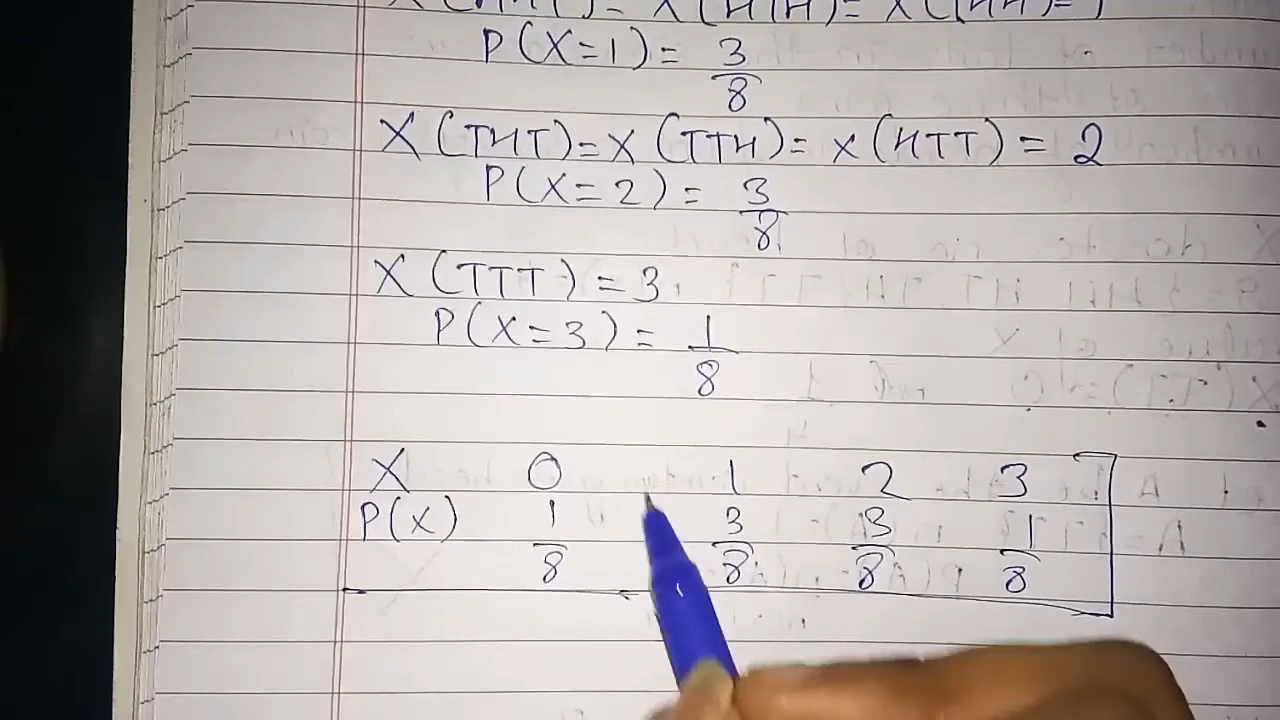 P(X=1) = 3/8
X(THT) = X(TTH) = X(HTT) = 2
P(X=2) = 3/8
X(TTT) = 3
P(X=3) = 1/8
X 0 1 2 3
P(X) 1/8 3/8 3/8 1/8